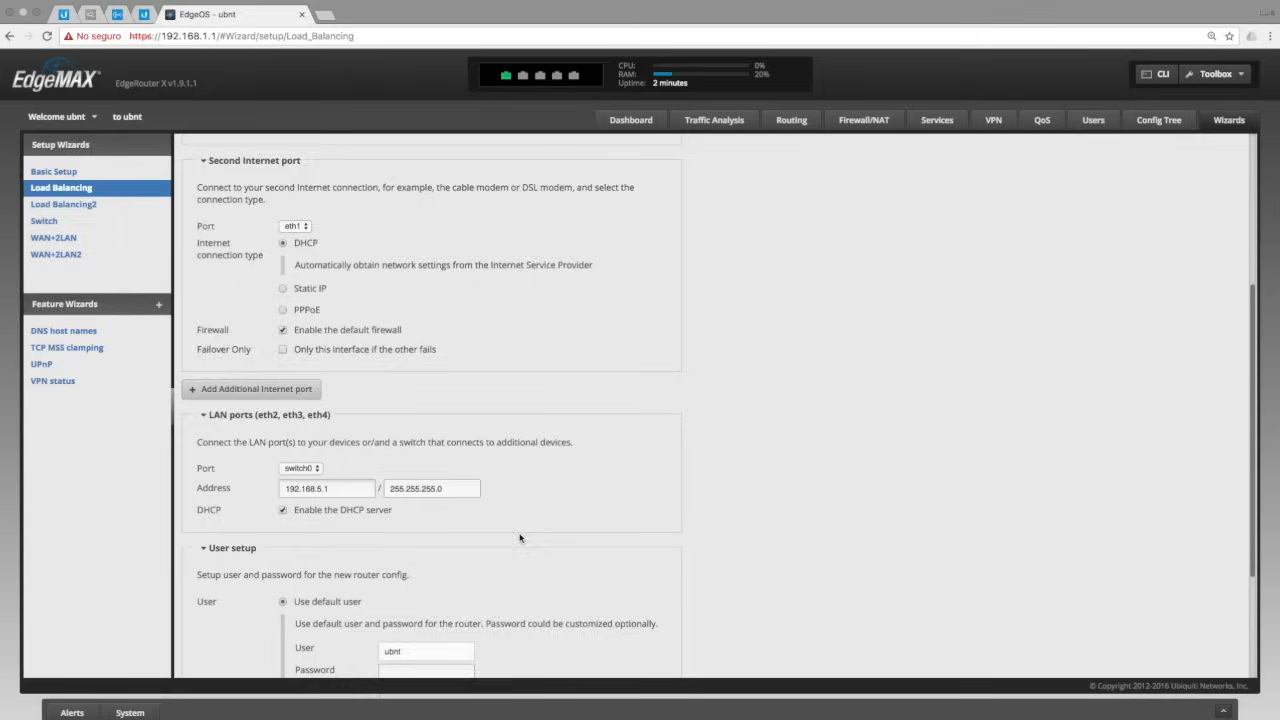 EdgeOS - ubnt
No seguro https://192.168.1.1/#Wizard/setup/Load_Balancing
EdgeMAX EdgeRouter X v1.9.1.1
CPU: 0%
RAM: 20%
Uptime: 2 minutes
CLI
Toolbox
Welcome ubnt to ubnt
Dashboard Traffic Analysis Routing Firewall/NAT Services VPN QoS Users Config Tree Wizards
Setup Wizards
Basic Setup
Load Balancing
Load Balancing2
Switch
WAN+2LAN
WAN+2LAN2
Feature Wizards +
DNS host names
TCP MSS clamping
UPnP
VPN status
Second Internet port
Connect to your second Internet connection, for example, the cable modem or DSL modem, and select the
connection type.
Port eth1
Internet
connection type
DHCP
Automatically obtain network settings from the Internet Service Provider
Static IP
PPPoE
Firewall Enable the default firewall
Failover Only Only this interface if the other fails
+ Add Additional Internet port
LAN ports (eth2, eth3, eth4)
Connect the LAN port(s) to your devices or/and a switch that connects to additional devices.
Port switch0
Address 192.168.5.1 / 255.255.255.0
DHCP Enable the DHCP server
User setup
Setup user and password for the new router config.
User Use default user
Use default user and password for the router. Password could be customized optionally.
User ubnt
Password
© Copyright 2012-2016 Ubiquiti Networks, Inc.
Alerts System